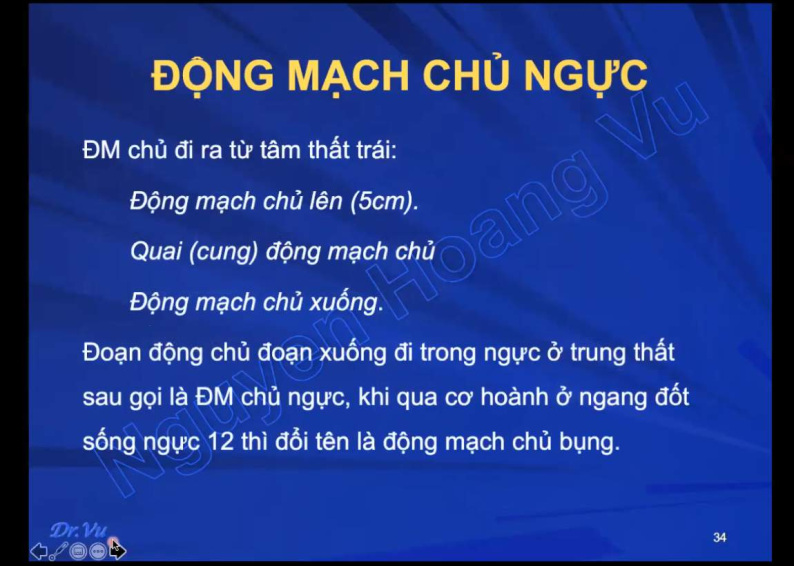 ĐỘNG MẠCH CHỦ NGỰC
ĐM chủ đi ra từ tâm thất trái:
Động mạch chủ lên (5cm).
Quai (cung) động mạch chủ
Động mạch chủ xuống.
Đoạn động chủ đoạn xuống đi trong ngực ở trung thất
sau gọi là ĐM chủ ngực, khi qua cơ hoành ở ngang đốt
sống ngực 12 thì đổi tên là động mạch chủ bụng.
Nguyen Hoang Vu
Dr.Vu
34